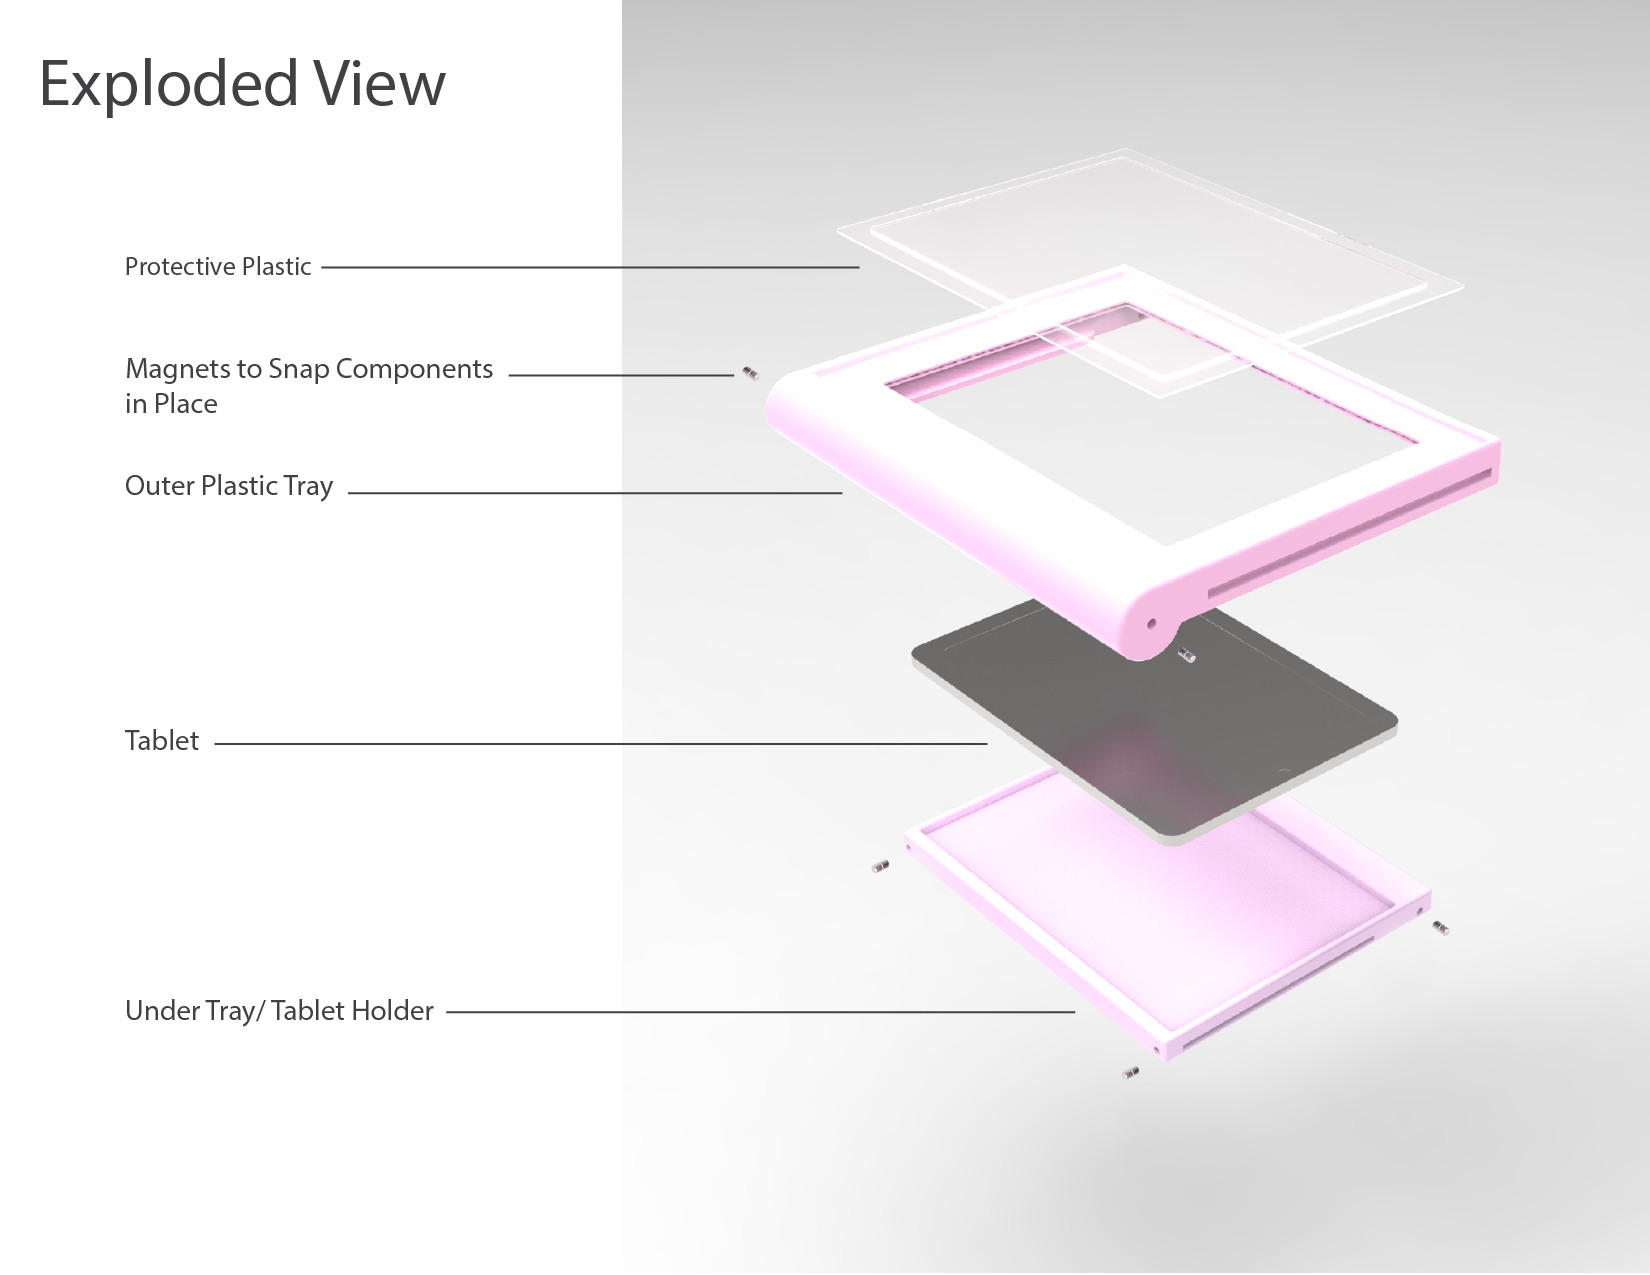 Exploded View
Protective Plastic
Magnets to Snap Components
in Place
Outer Plastic Tray
Tablet
Under Tray/ Tablet Holder